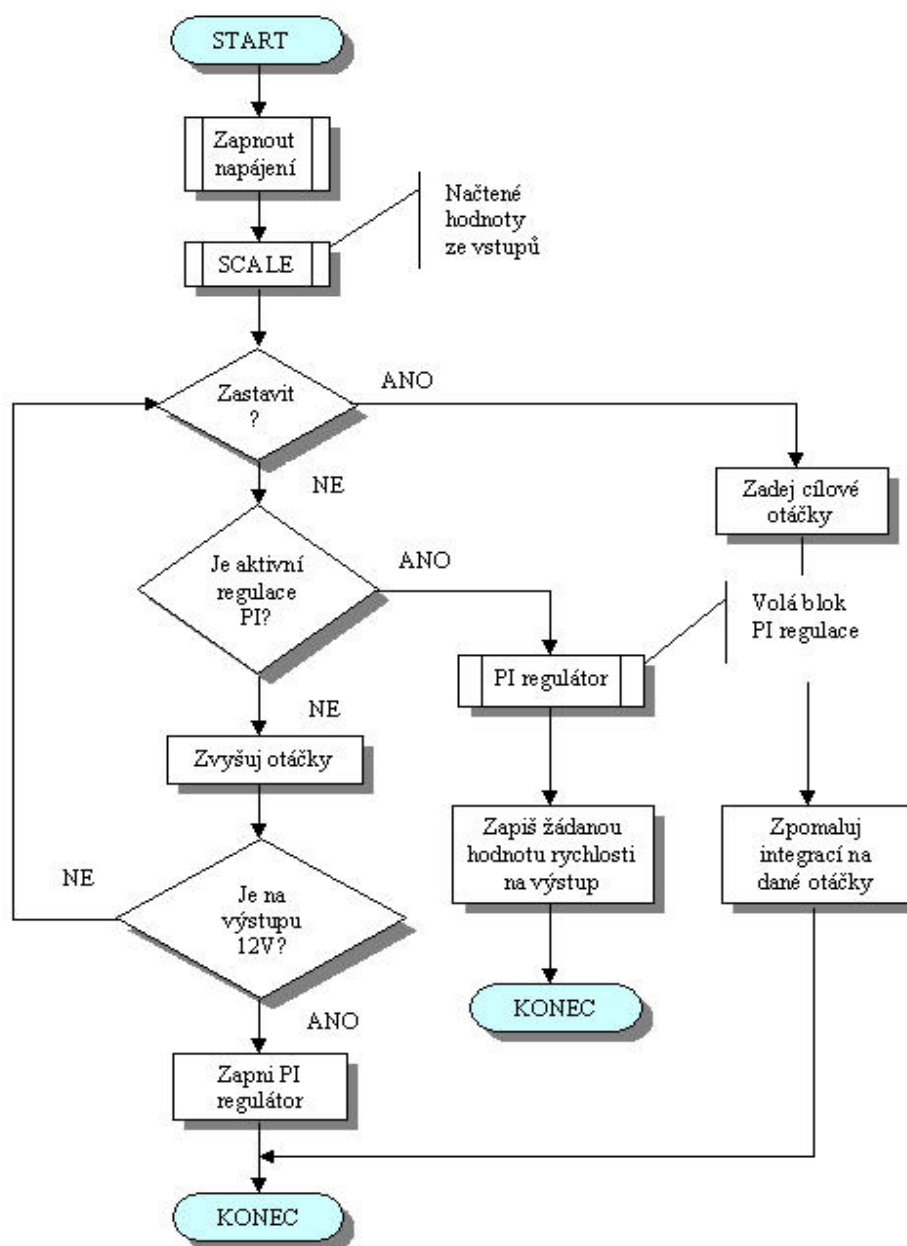 START
Zapnout
napájení
Načtené
hodnoty
ze vstupů
SCALE
Zastavit
?
ANO
NE
Zadej cílové
otáčky
Je aktivní
regulace
PI?
ANO
Volá blok
PI regulace
PI regulátor
NE
Zvyšuj otáčky
Zapiš žádanou
hodnotu rychlosti
na výstup
Zpomaluj
integrací na
dané otáčky
NE
Je na
výstupu
12V?
KONEC
ANO
Zapni PI
regulátor
KONEC